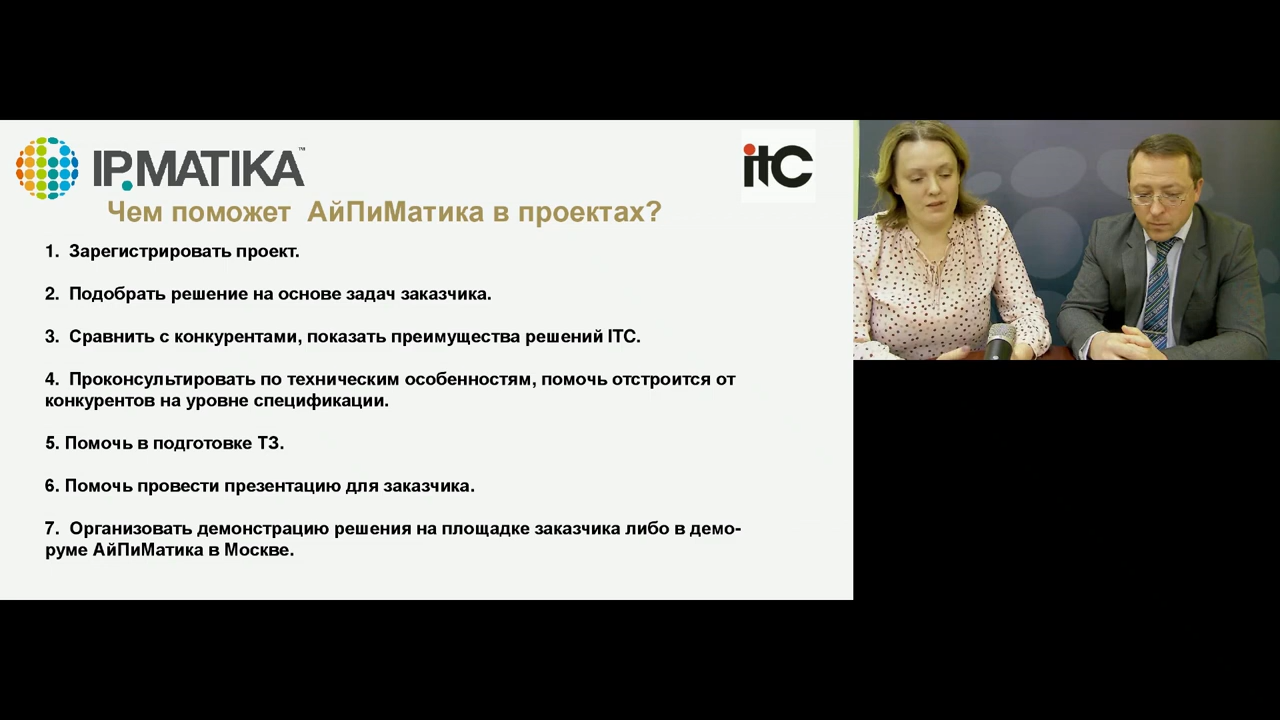 IP.MATIKA™
itc
Чем поможет АйПиМатика в проектах?
1. Зарегистрировать проект.
2. Подобрать решение на основе задач заказчика.
3. Сравнить с конкурентами, показать преимущества решений ITC.
4. Проконсультировать по техническим особенностям, помочь отстроится от
конкурентов на уровне спецификации.
5. Помочь в подготовке ТЗ.
6. Помочь провести презентацию для заказчика.
7. Организовать демонстрацию решения на площадке заказчика либо в демо-
руме АйПиМатика в Москве.